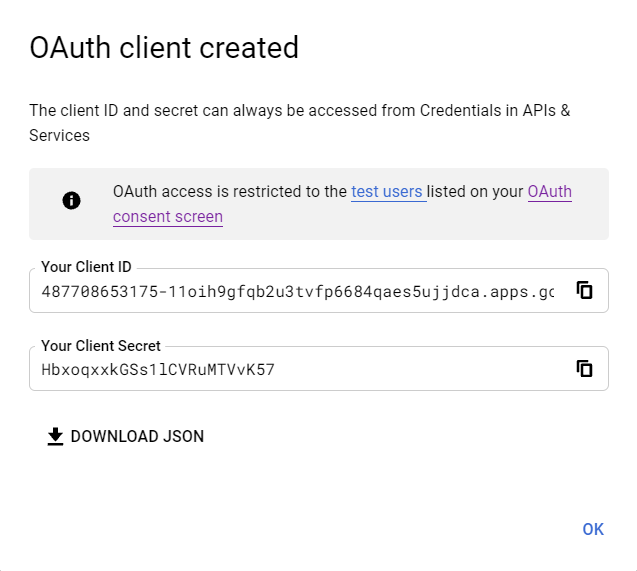 OAuth client created
The client ID and secret can always be accessed from Credentials in APIs &
Services
OAuth access is restricted to the test users listed on your OAuth
consent screen
Your Client ID
487708653175-11oih9gfqb2u3tvfp6684qaes5ujjdca.apps.gc
Your Client Secret
HbxoqxxkGSs1lCVRuMTVvK57
DOWNLOAD JSON
OK